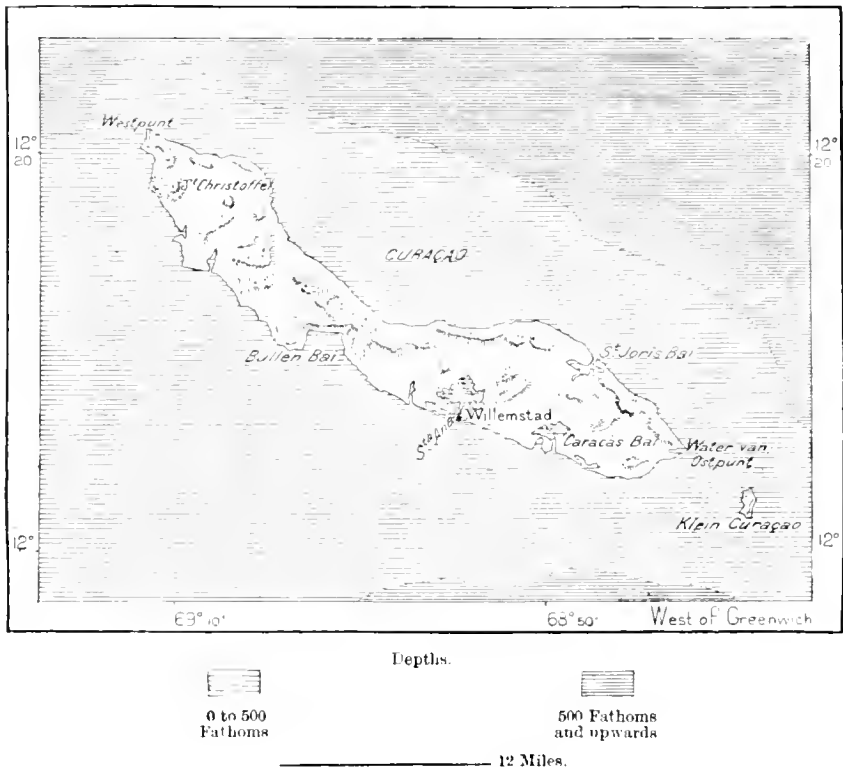 Westpunt
12°
20
12°
20
St Christoffel
CURAÇAO
Bullen Bai
St Joris Bai
Willemstad
Sta Ana
Caracas Bai
Water van
Ostpunt
Klein Curaçao
12°
12°
69° 10'
68° 50'
West of Greenwich
Depths.
0 to 500
Fathoms
500 Fathoms
and upwards
12 Miles.